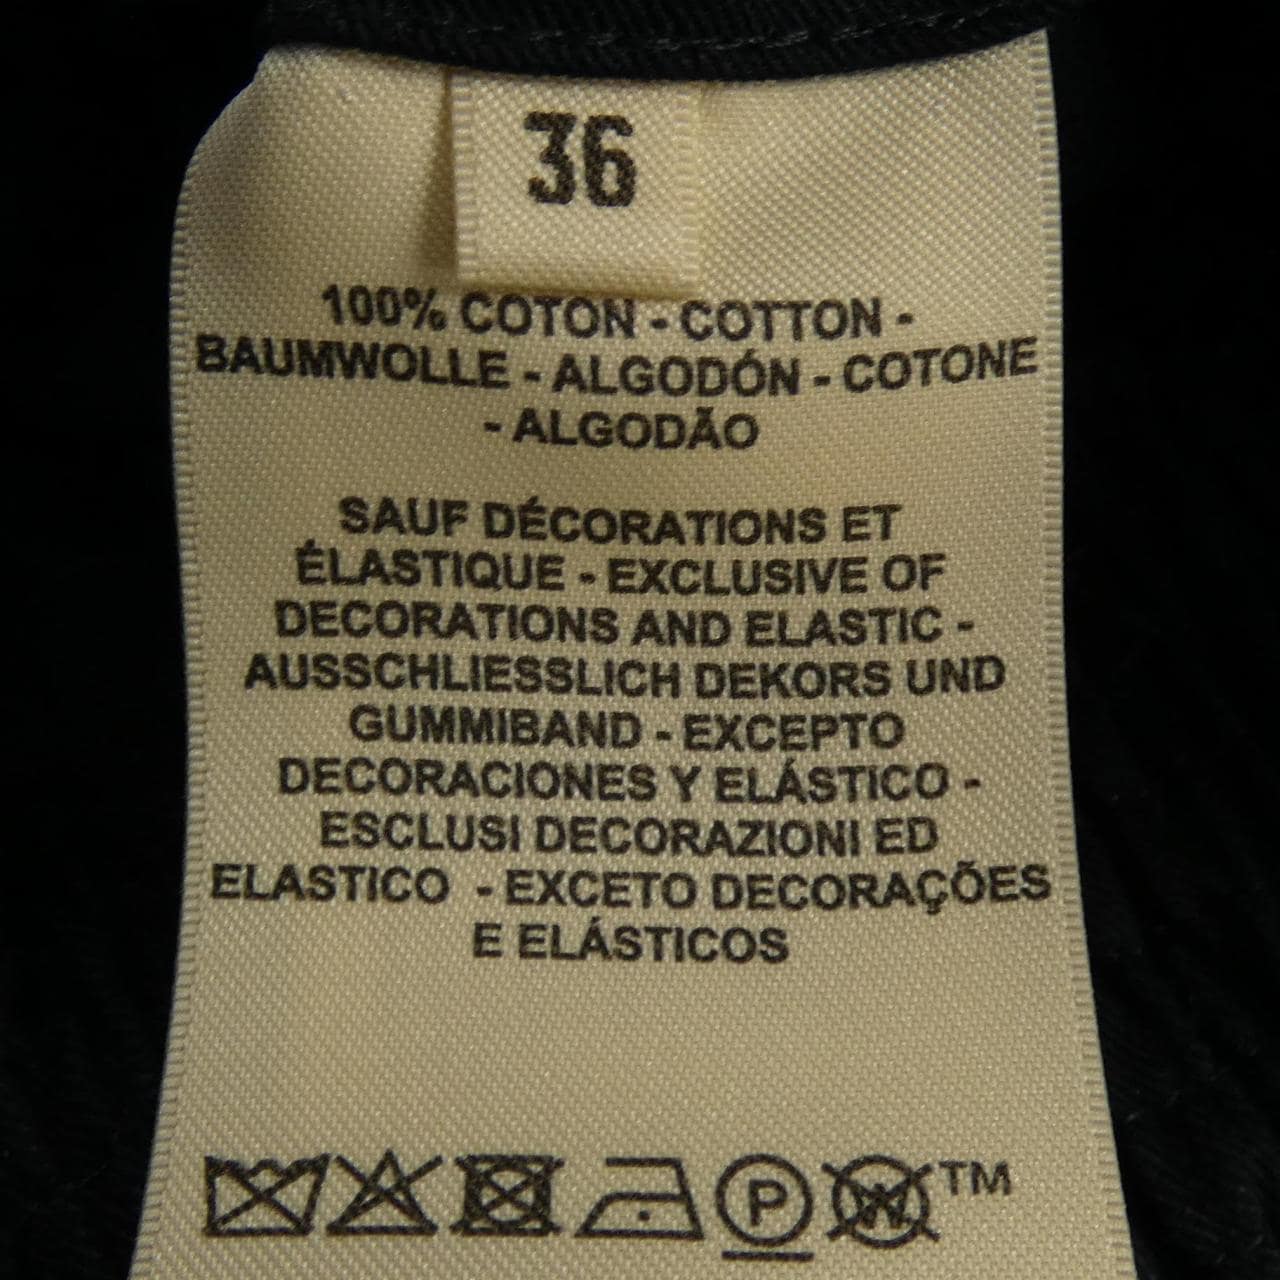 36
100% COTON - COTTON -
BAUMWOLLE - ALGODÓN - COTONE
- ALGODÃO
SAUF DÉCORATIONS ET
ÉLASTIQUE - EXCLUSIVE OF
DECORATIONS AND ELASTIC -
AUSSCHLIESSLICH DEKORS UND
GUMMIBAND - EXCEPTO
DECORACIONES Y ELÁSTICO -
ESCLUSI DECORAZIONI ED
ELASTICO - EXCETO DECORAÇÕES
E ELÁSTICOS
P W TM